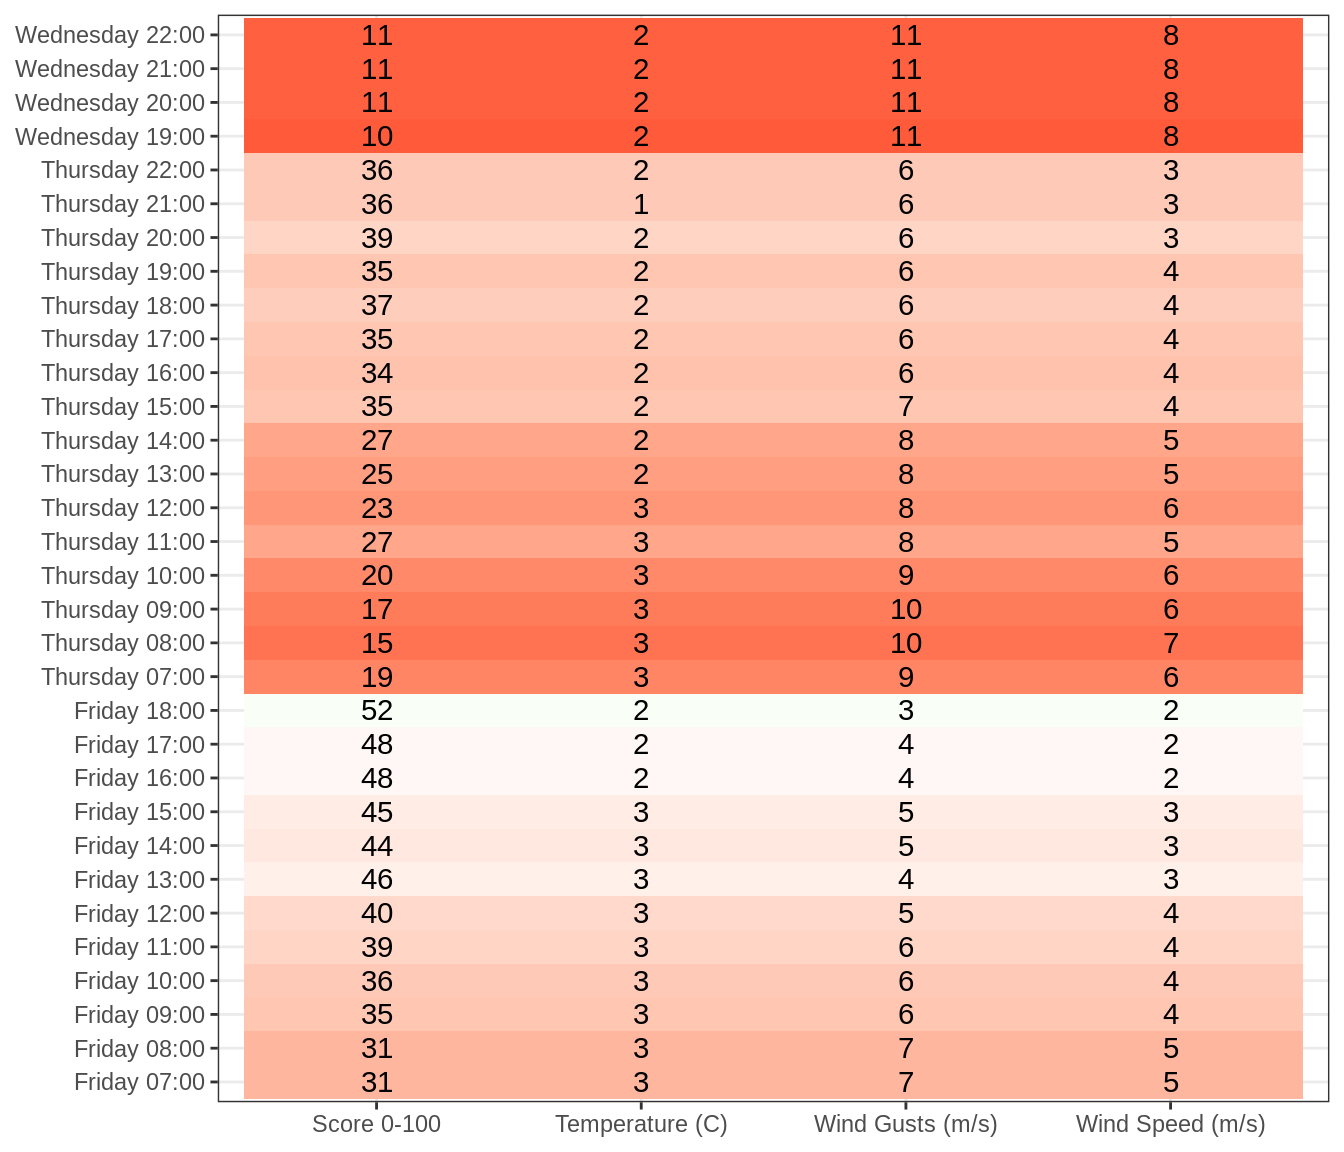 Wednesday 22:00 11 2 11 8
Wednesday 21:00 11 2 11 8
Wednesday 20:00 11 2 11 8
Wednesday 19:00 10 2 11 8
Thursday 22:00 36 2 6 3
Thursday 21:00 36 1 6 3
Thursday 20:00 39 2 6 3
Thursday 19:00 35 2 6 4
Thursday 18:00 37 2 6 4
Thursday 17:00 35 2 6 4
Thursday 16:00 34 2 6 4
Thursday 15:00 35 2 7 4
Thursday 14:00 27 2 8 5
Thursday 13:00 25 2 8 5
Thursday 12:00 23 3 8 6
Thursday 11:00 27 3 8 5
Thursday 10:00 20 3 9 6
Thursday 09:00 17 3 10 6
Thursday 08:00 15 3 10 7
Thursday 07:00 19 3 9 6
Friday 18:00 52 2 3 2
Friday 17:00 48 2 4 2
Friday 16:00 48 2 4 2
Friday 15:00 45 3 5 3
Friday 14:00 44 3 5 3
Friday 13:00 46 3 4 3
Friday 12:00 40 3 5 4
Friday 11:00 39 3 6 4
Friday 10:00 36 3 6 4
Friday 09:00 35 3 6 4
Friday 08:00 31 3 7 5
Friday 07:00 31 3 7 5
Score 0-100 Temperature (C) Wind Gusts (m/s) Wind Speed (m/s)